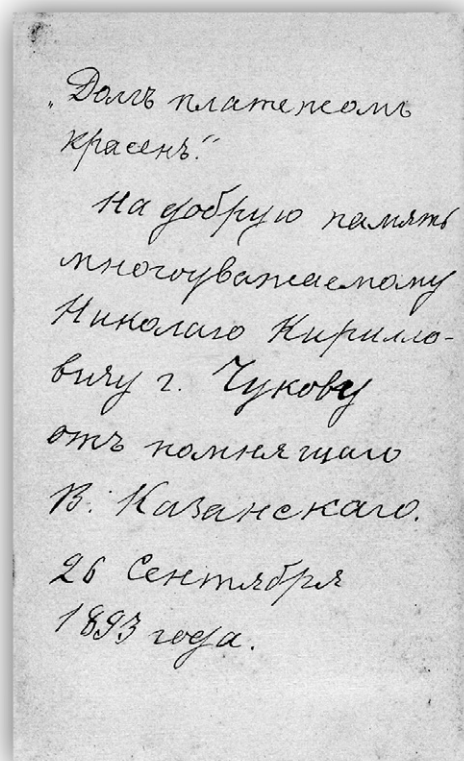 „Долгъ платежомъ
красенъ.“
На добрую память
многоуважаемому
Николаю Кирилло-
вичу г. Чукову
отъ помнящаго
В. Казанскаго.
26 Сентября
1893 года.